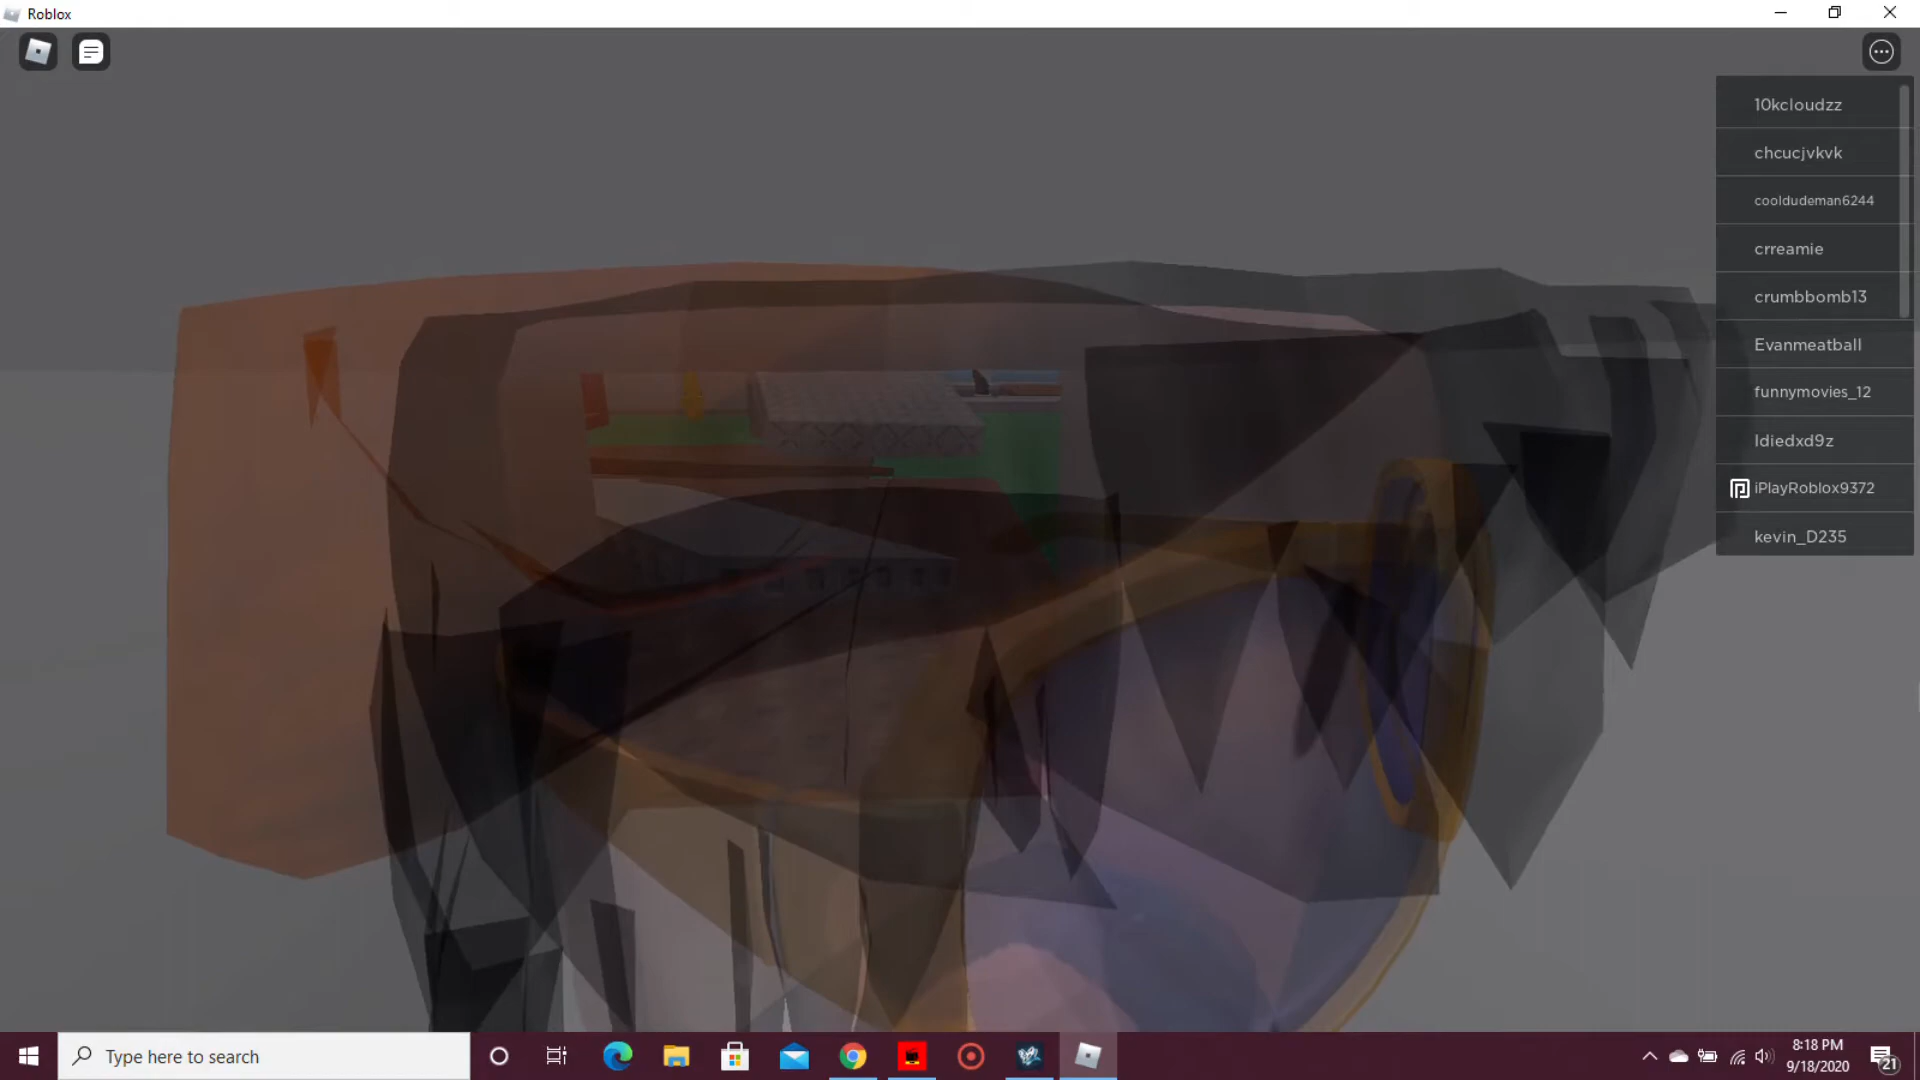 Roblox
10kcloudzz
chcucjvkvk
cooldudeman6244
crreamie
crumbbomb13
Evanmeatball
funnymovies_12
Idiedxd9z
iPlayRoblox9372
kevin_D235
Type here to search
8:18 PM
9/18/2020
21